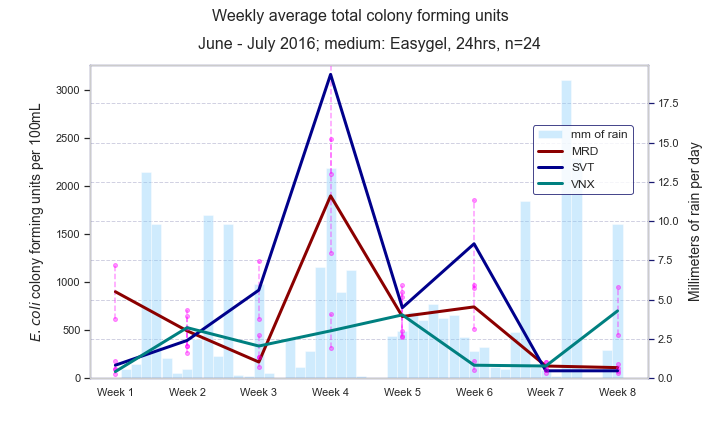 Weekly average total colony forming units
June - July 2016; medium: Easygel, 24hrs, n=24
E. coli colony forming units per 100mL
3000
2500
2000
1500
1000
500
0
Week 1 Week 2 Week 3 Week 4 Week 5 Week 6 Week 7 Week 8
mm of rain
MRD
SVT
VNX
17.5
15.0
12.5
10.0
7.5
5.0
2.5
0.0
Millimeters of rain per day